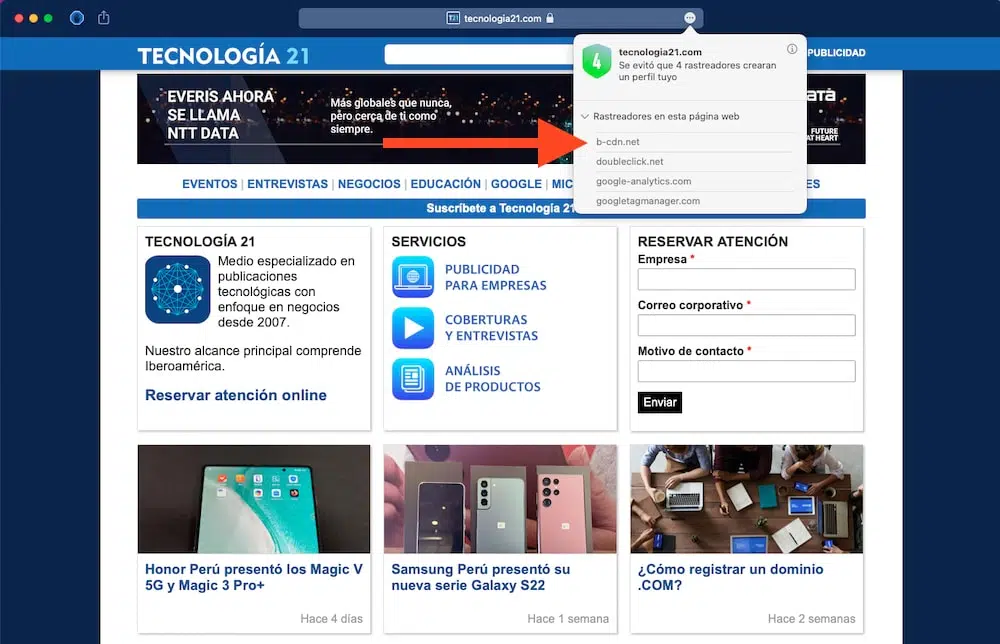 tecnologia21.com
TECNOLOGÍA 21
PUBLICIDAD
4
tecnologia21.com
Se evitó que 4 rastreadores crearan
un perfil tuyo
Rastreadores en esta página web
b-cdn.net
doubleclick.net
google-analytics.com
googletagmanager.com
EVERIS AHORA
SE LLAMA
NTT DATA
Más globales que nunca,
pero cerca de ti como
siempre.
FUTURE
AT HEART
EVENTOS | ENTREVISTAS | NEGOCIOS | EDUCACIÓN | GOOGLE | MIC
ES
Suscríbete a Tecnología 21
TECNOLOGÍA 21
Medio especializado en
publicaciones
tecnológicas con
enfoque en negocios
desde 2007.
Nuestro alcance principal comprende
Iberoamérica.
Reservar atención online
SERVICIOS
PUBLICIDAD
PARA EMPRESAS
COBERTURAS
Y ENTREVISTAS
ANÁLISIS
DE PRODUCTOS
RESERVAR ATENCIÓN
Empresa *
Correo corporativo *
Motivo de contacto *
Enviar
Honor Perú presentó los Magic V
5G y Magic 3 Pro+
Hace 4 días
Samsung Perú presentó su
nueva serie Galaxy S22
Hace 1 semana
¿Cómo registrar un dominio
.COM?
Hace 2 semanas